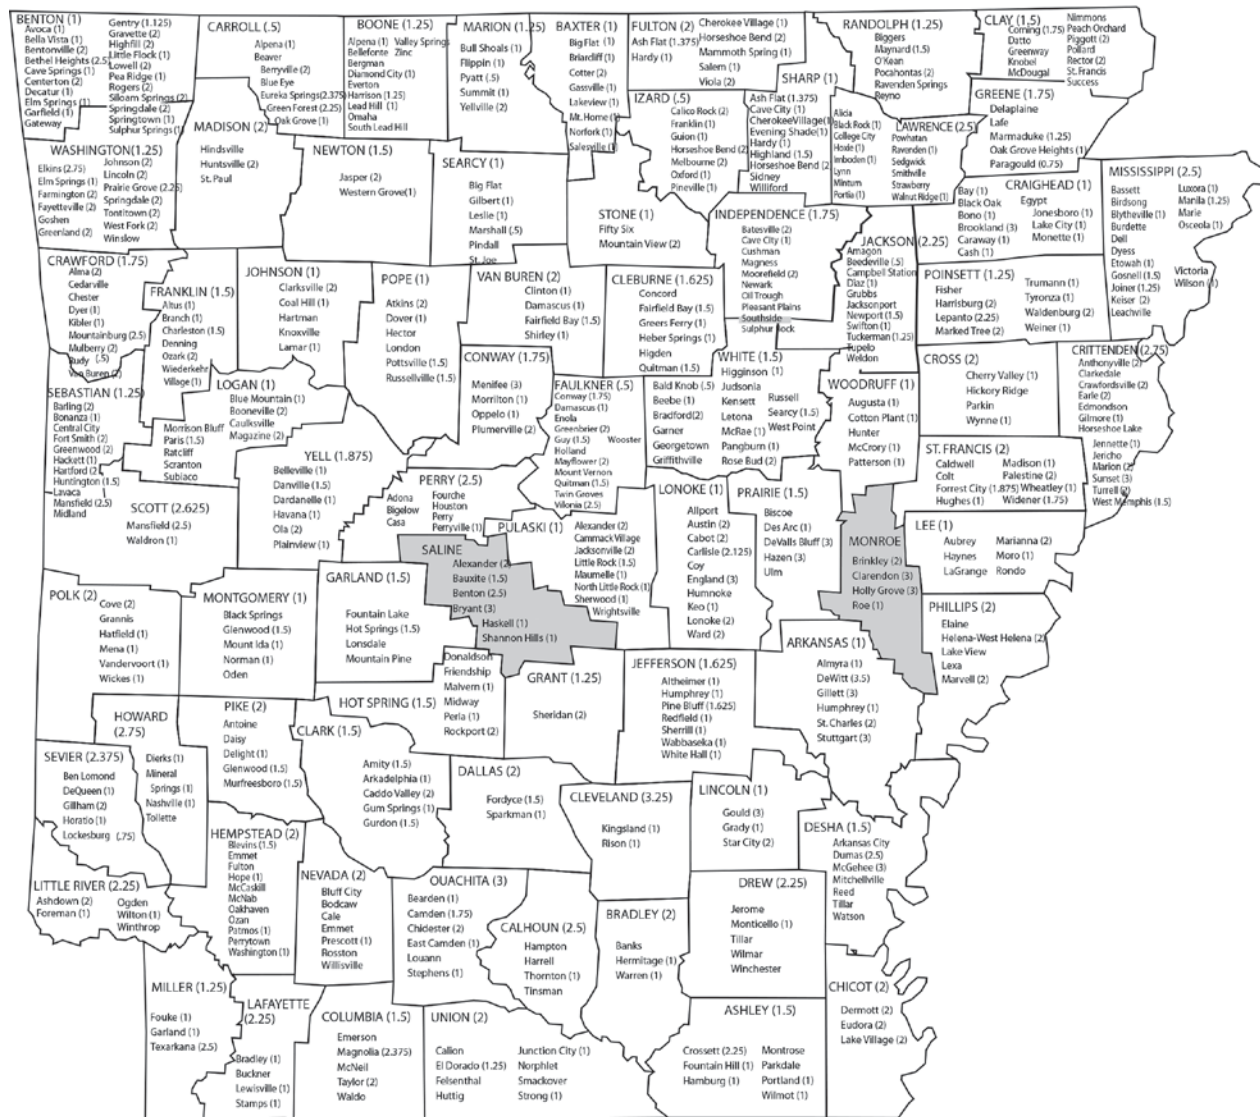 BENTON (1)
Avoca (1)
Bella Vista (1)
Bentonville (2)
Bethel Heights (2.5)
Cave Springs (1)
Centerton (2)
Decatur (1)
Elm Springs (1)
Garfield (1)
Gateway
Gentry (1.125)
Gravette (2)
Highfill (2)
Little Flock (1)
Lowell (2)
Pea Ridge (1)
Rogers (2)
Siloam Springs (2)
Springdale (2)
Springtown (1)
Sulphur Springs (1)
CARROLL (.5)
Alpena (1)
Beaver
Berryville (2)
Blue Eye
Eureka Springs(2.375)
Green Forest (2.25)
Oak Grove (1)
BOONE (1.25)
Alpena (1)
Bellefonte
Bergman
Diamond City (1)
Everton
Harrison (1.25)
Lead Hill (1)
Omaha
South Lead Hill
Valley Springs
Zinc
MARION (1.25)
Bull Shoals (1)
Flippin (1)
Pyatt (.5)
Summit (1)
Yellville (2)
BAXTER (1)
Big Flat (1)
Briarcliff (1)
Cotter (2)
Gassville (1)
Lakeview (1)
Mt. Home (1)
Norfork (1)
Salesville (1)
FULTON (2)
Ash Flat (1.375)
Hardy (1)
Cherokee Village (1)
Horseshoe Bend (2)
Mammoth Spring (1)
Salem (1)
Viola (2)
SHARP (1)
Ash Flat (1.375)
Cave City (1)
CherokeeVillage(1)
Evening Shade(1)
Hardy (1)
Highland (1.5)
Horseshoe Bend (2)
Sidney
Williford
RANDOLPH (1.25)
Biggers
Maynard (1.5)
O'Kean
Pocahontas (2)
Ravenden Springs
Reyno
CLAY (1.5)
Corning (1.75)
Datto
Greenway
Knobel
McDougal
Nimmons
Peach Orchard
Piggott (2)
Pollard
Rector (2)
St. Francis
Success
GREENE (1.75)
Delaplaine
Lafe
Marmaduke (1.25)
Oak Grove Heights (1)
Paragould (0.75)
IZARD (.5)
Calico Rock (2)
Franklin (1)
Guion (1)
Horseshoe Bend (2)
Melbourne (2)
Oxford (1)
Pineville (1)
LAWRENCE (2.5)
Alicia
Black Rock (1)
College City
Hoxie (1)
Imboden (1)
Lynn
Minturn
Portia (1)
Powhatan
Ravenden (1)
Sedgwick
Smithville
Strawberry
Walnut Ridge (1)
MADISON (2)
Hindsville
Huntsville (2)
St. Paul
WASHINGTON(1.25)
Elkins (2.75)
Elm Springs (1)
Farmington (2)
Fayetteville (2)
Goshen
Greenland (2)
Johnson (2)
Lincoln (2)
Prairie Grove (2.25)
Springdale (2)
Tontitown (2)
West Fork (2)
Winslow
NEWTON (1.5)
Jasper (2)
Western Grove(1)
SEARCY (1)
Big Flat
Gilbert (1)
Leslie (1)
Marshall (.5)
Pindall
St. Joe
STONE (1)
Fifty Six
Mountain View (2)
INDEPENDENCE (1.75)
Batesville (2)
Cave City (1)
Cushman
Magness
Moorefield (2)
Newark
Oil Trough
Pleasant Plains
Southside
Sulphur Rock
CRAIGHEAD (1)
Bay (1)
Black Oak
Bono (1)
Brookland (3)
Caraway (1)
Cash (1)
Egypt
Jonesboro (1)
Lake City (1)
Monette (1)
MISSISSIPPI (2.5)
Bassett
Birdsong
Blytheville (1)
Burdette
Dell
Dyess
Etowah (1)
Gosnell (1.5)
Joiner (1.25)
Keiser (2)
Leachville
Luxora (1)
Manila (1.25)
Marie
Osceola (1)
Victoria
Wilson (1)
JACKSON (2.25)
Amagon
Beedeville (.5)
Campbell Station
Diaz (1)
Grubbs
Jacksonport
Newport (1.5)
Swifton (1)
Tuckerman (1.25)
Tupelo
Weldon
POINSETT (1.25)
Fisher
Harrisburg (2)
Lepanto (2.25)
Marked Tree (2)
Trumann (1)
Tyronza (1)
Waldenburg (2)
Weiner (1)
CRAWFORD (1.75)
Alma (2)
Cedarville
Chester
Dyer (1)
Kibler (1)
Mountainburg (2.5)
Mulberry (2)
Rudy (.5)
Van Buren (2)
FRANKLIN (1.5)
Altus (1)
Branch (1)
Charleston (1.5)
Denning
Ozark (2)
Wiederkehr
Village(1)
JOHNSON (1)
Clarksville (2)
Coal Hill (1)
Hartman
Knoxville
Lamar (1)
POPE (1)
Atkins (2)
Dover (1)
Hector
London
Pottsville (1.5)
Russellville (1.5)
VAN BUREN (2)
Clinton (1)
Damascus (1)
Fairfield Bay (1.5)
Shirley (1)
CLEBURNE (1.625)
Concord
Fairfield Bay (1.5)
Greers Ferry (1)
Heber Springs (1)
Higden
Quitman (1.5)
CONWAY (1.75)
Menifee (3)
Morrilton (1)
Oppelo (1)
Plumerville (2)
FAULKNER (.5)
Conway (1.75)
Damascus (1)
Enola
Greenbrier (2)
Guy (1.5)
Holland
Mayflower (2)
Mount Vernon
Quitman (1.5)
Twin Groves
Vilonia (2.5)
Wooster
WHITE (1.5)
Bald Knob (.5)
Beebe (1)
Bradford(2)
Garner
Georgetown
Griffithville
Higginson (1)
Judsonia
Kensett
Letona
McRae (1)
Pangburn (1)
Rose Bud (2)
Russell
Searcy (1.5)
West Point
WOODRUFF (1)
Augusta (1)
Cotton Plant (1)
Hunter
McCrory (1)
Patterson (1)
CROSS (2)
Cherry Valley (1)
Hickory Ridge
Parkin
Wynne (1)
CRITTENDEN (2.75)
Anthonyville (2)
Clarkedale
Crawfordsville (2)
Earle (2)
Edmondson
Gilmore (1)
Horseshoe Lake
Jennette (1)
Jericho
Marion (2)
Sunset (3)
Turrell
West Memphis (1.5)
SEBASTIAN (1.25)
Barling (2)
Bonanza (1)
Central City
Fort Smith (2)
Greenwood (2)
Hackett (1)
Hartford (2)
Huntington (1.5)
Lavaca
Mansfield (2.5)
Midland
LOGAN (1)
Blue Mountain (1)
Booneville (2)
Caulksville
Magazine (2)
Morrison Bluff
Paris (1.5)
Ratcliff
Scranton
Subiaco
YELL (1.875)
Belleville (1)
Danville (1.5)
Dardanelle (1)
Havana (1)
Ola (2)
Plainview (1)
PERRY (2.5)
Adona
Bigelow
Casa
Fourche
Houston
Perry
Perryville (1)
SCOTT (2.625)
Mansfield (2.5)
Waldron (1)
ST. FRANCIS (2)
Caldwell
Colt
Forrest City (1.875)
Hughes (1)
Madison (1)
Palestine (2)
Wheatley (1)
Widener (1.75)
PULASKI (1)
Alexander (2)
Cammack Village
Jacksonville (2)
Little Rock (1.5)
Maumelle (1)
North Little Rock (1)
Sherwood (1)
Wrightsville
LONOKE (1)
Allport
Austin (2)
Cabot (2)
Carlisle (2.125)
Coy
England (3)
Humnoke
Keo (1)
Lonoke (2)
Ward (2)
PRAIRIE (1.5)
Biscoe
Des Arc (1)
DeValls Bluff (3)
Hazen (3)
Ulm
MONROE
Brinkley (2)
Clarendon (3)
Holly Grove (3)
Roe (1)
LEE (1)
Aubrey
Haynes
LaGrange
Marianna (2)
Moro (1)
Rondo
SALINE
Alexander (2)
Bauxite (1.5)
Benton (2.5)
Bryant (3)
Haskell (1)
Shannon Hills (1)
GARLAND (1.5)
Fountain Lake
Hot Springs (1.5)
Lonsdale
Mountain Pine
MONTGOMERY (1)
Black Springs
Glenwood (1.5)
Mount Ida (1)
Norman (1)
Oden
POLK (2)
Cove (2)
Grannis
Hatfield (1)
Mena (1)
Vandervoort (1)
Wickes (1)
PHILLIPS (2)
Elaine
Helena-West Helena (2)
Lake View
Lexa
Marvell (2)
ARKANSAS (1)
Almyra (1)
DeWitt (3.5)
Gillett (3)
Humphrey (1)
St. Charles (2)
Stuttgart (3)
JEFFERSON (1.625)
Altheimer (1)
Humphrey (1)
Pine Bluff (1.625)
Redfield (1)
Sherrill (1)
Wabbaseka (1)
White Hall (1)
GRANT (1.25)
Sheridan (2)
HOT SPRING (1.5)
Donaldson
Friendship
Malvern (1)
Midway
Perla (1)
Rockport (2)
HOWARD
(2.75)
Dierks (1)
Mineral
Springs (1)
Nashville (1)
Tollette
PIKE (2)
Antoine
Daisy
Delight (1)
Glenwood (1.5)
Murfreesboro (1.5)
CLARK (1.5)
Amity (1.5)
Arkadelphia (1)
Caddo Valley (2)
Gum Springs (1)
Gurdon (1.5)
SEVIER (2.375)
Ben Lomond
DeQueen (1)
Gillham (2)
Horatio (1)
Lockesburg (.75)
DALLAS (2)
Fordyce (1.5)
Sparkman (1)
CLEVELAND (3.25)
Kingsland (1)
Rison (1)
LINCOLN (1)
Gould (3)
Grady (1)
Star City (2)
DESHA (1.5)
Arkansas City
Dumas (2.5)
McGehee (3)
Mitchellville
Reed
Tillar
Watson
HEMPSTEAD (2)
Blevins (1.5)
Emmet
Fulton
Hope (1)
McCaskill
McNab
Oakhaven
Ozan
Patmos (1)
Perrytown
Washington (1)
LITTLE RIVER (2.25)
Ashdown (2)
Foreman (1)
Ogden
Wilton (1)
Winthrop
NEVADA (2)
Bluff City
Bodcaw
Cale
Emmet
Prescott (1)
Rosston
Willisville
OUACHITA (3)
Bearden (1)
Camden (1.75)
Chidester (2)
East Camden (1)
Louann
Stephens (1)
CALHOUN (2.5)
Hampton
Harrell
Thornton (1)
Tinsman
BRADLEY (2)
Banks
Hermitage (1)
Warren (1)
DREW (2.25)
Jerome
Monticello (1)
Tillar
Wilmar
Winchester
MILLER (1.25)
Fouke (1)
Garland (1)
Texarkana (2.5)
LAFAYETTE
(2.25)
Bradley (1)
Buckner
Lewisville (1)
Stamps (1)
COLUMBIA (1.5)
Emerson
Magnolia (2.375)
McNeil
Taylor (2)
Waldo
UNION (2)
Calion
El Dorado (1.25)
Felsenthal
Huttig
Junction City (1)
Norphlet
Smackover
Strong (1)
ASHLEY (1.5)
Crossett (2.25)
Fountain Hill (1)
Hamburg (1)
Montrose
Parkdale
Portland (1)
Wilmot (1)
CHICOT (2)
Dermott (2)
Eudora (2)
Lake Village (2)